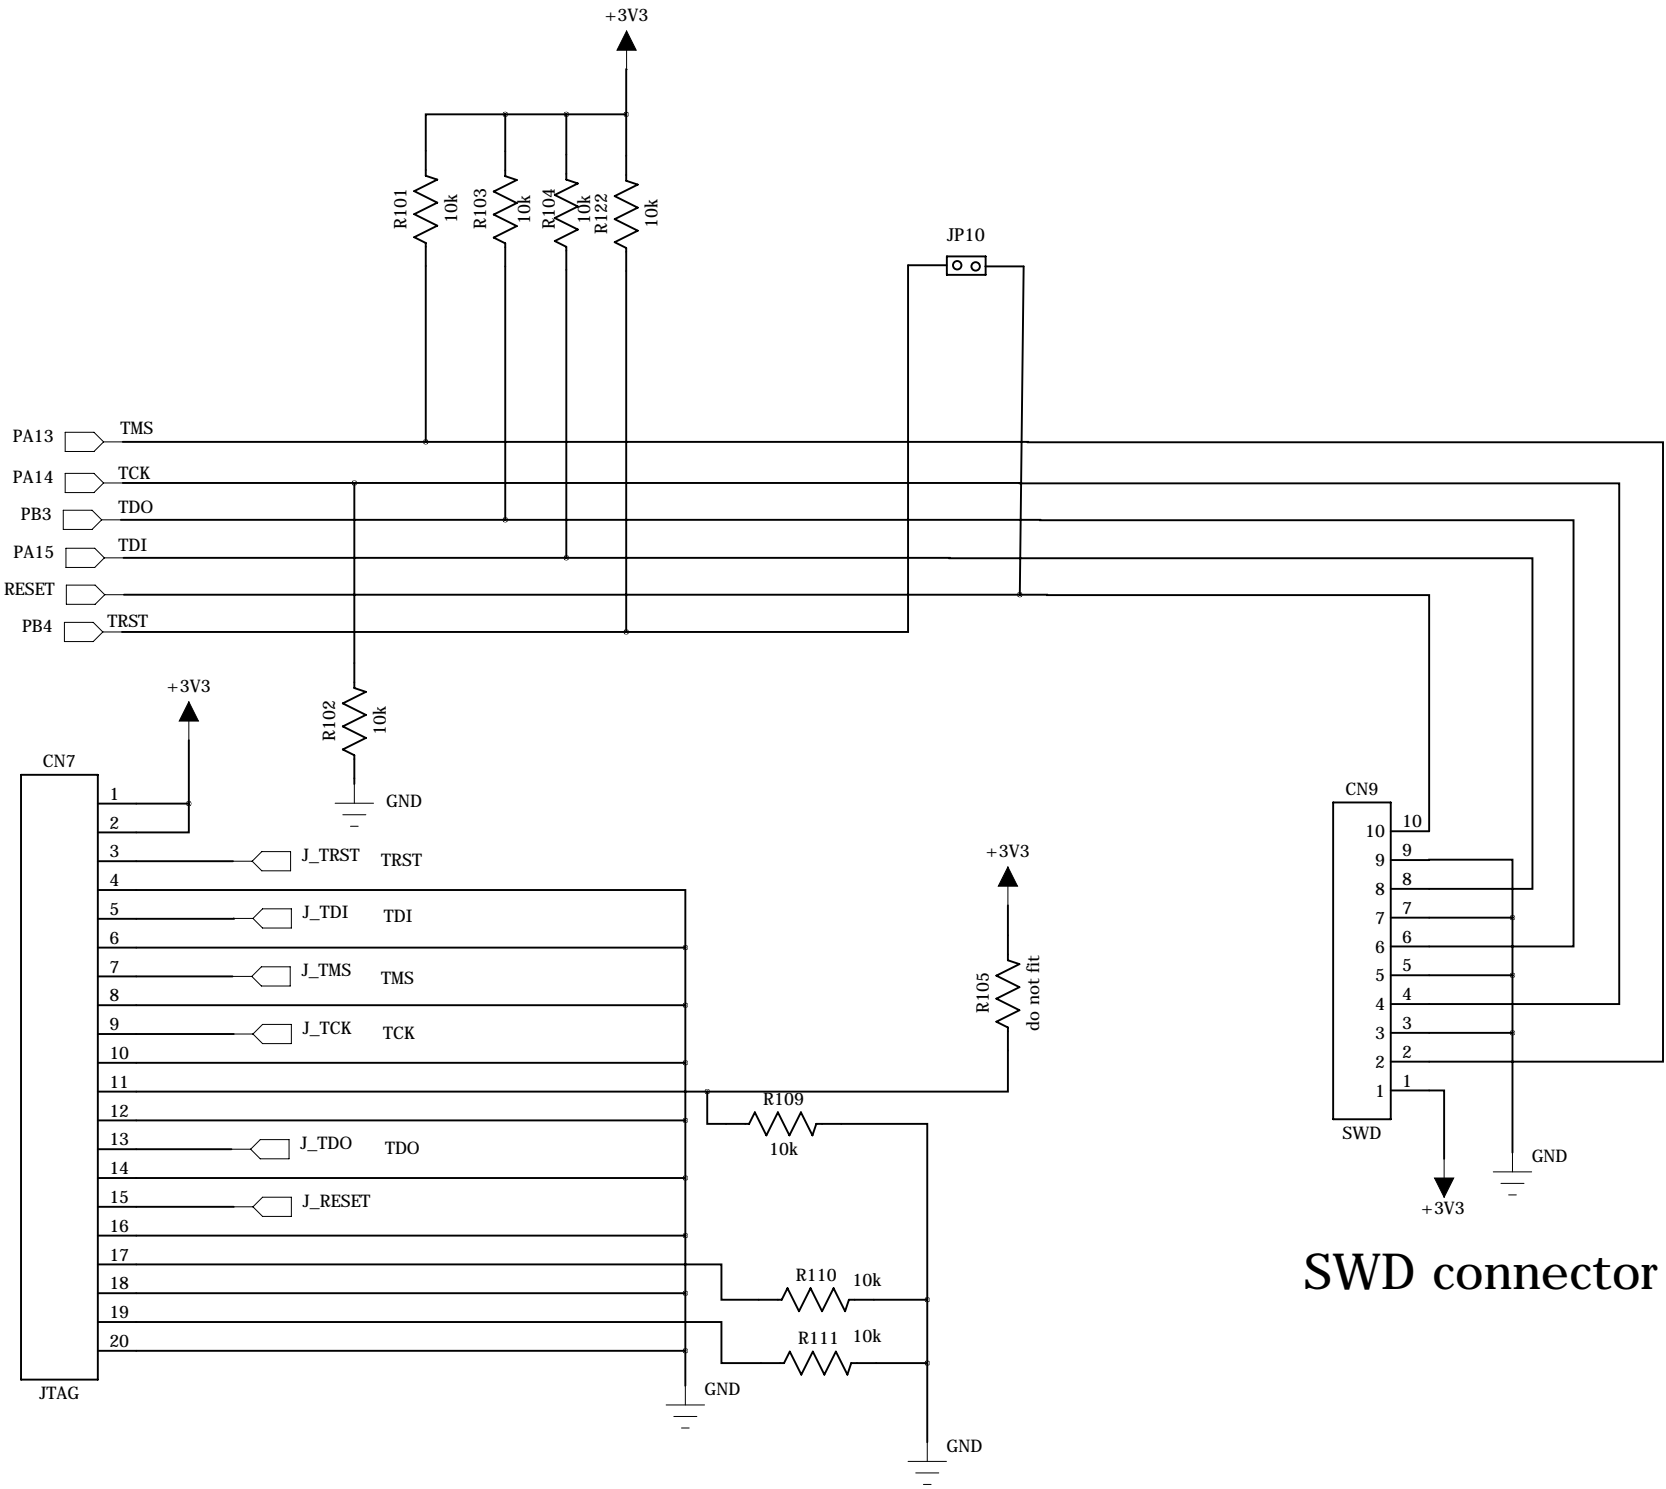 +3V3
R101
10k
R103
10k
R104
10k
R122
10k
JP10
PA13
TMS
PA14
TCK
PB3
TDO
PA15
TDI
RESET
PB4
TRST
+3V3
R102
10k
GND
CN7
1
2
3
J_TRST TRST
4
5
J_TDI TDI
6
7
J_TMS TMS
8
9
J_TCK TCK
10
11
12
13
J_TDO TDO
14
15
J_RESET
16
17
18
19
20
JTAG
+3V3
R105
do not fit
R109
10k
R110 10k
R111 10k
GND
GND
CN9
10 10
9 9
8 8
7 7
6 6
5 5
4 4
3 3
2 2
1 1
SWD
GND
+3V3
SWD connector